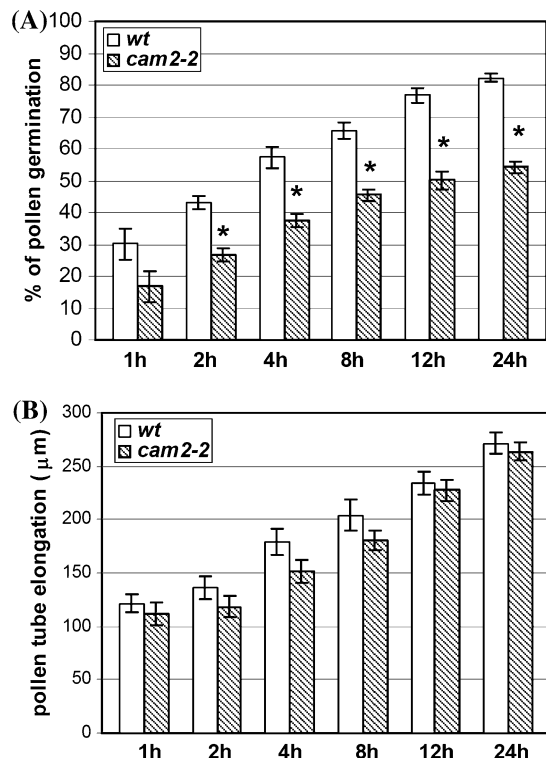 (A)
% of pollen germination
100
90
80
70
60
50
40
30
20
10
0
wt
cam2-2
*
*
*
*
*
1h 2h 4h 8h 12h 24h
(B)
pollen tube elongation (μm)
300
250
200
150
100
50
0
wt
cam2-2
1h 2h 4h 8h 12h 24h